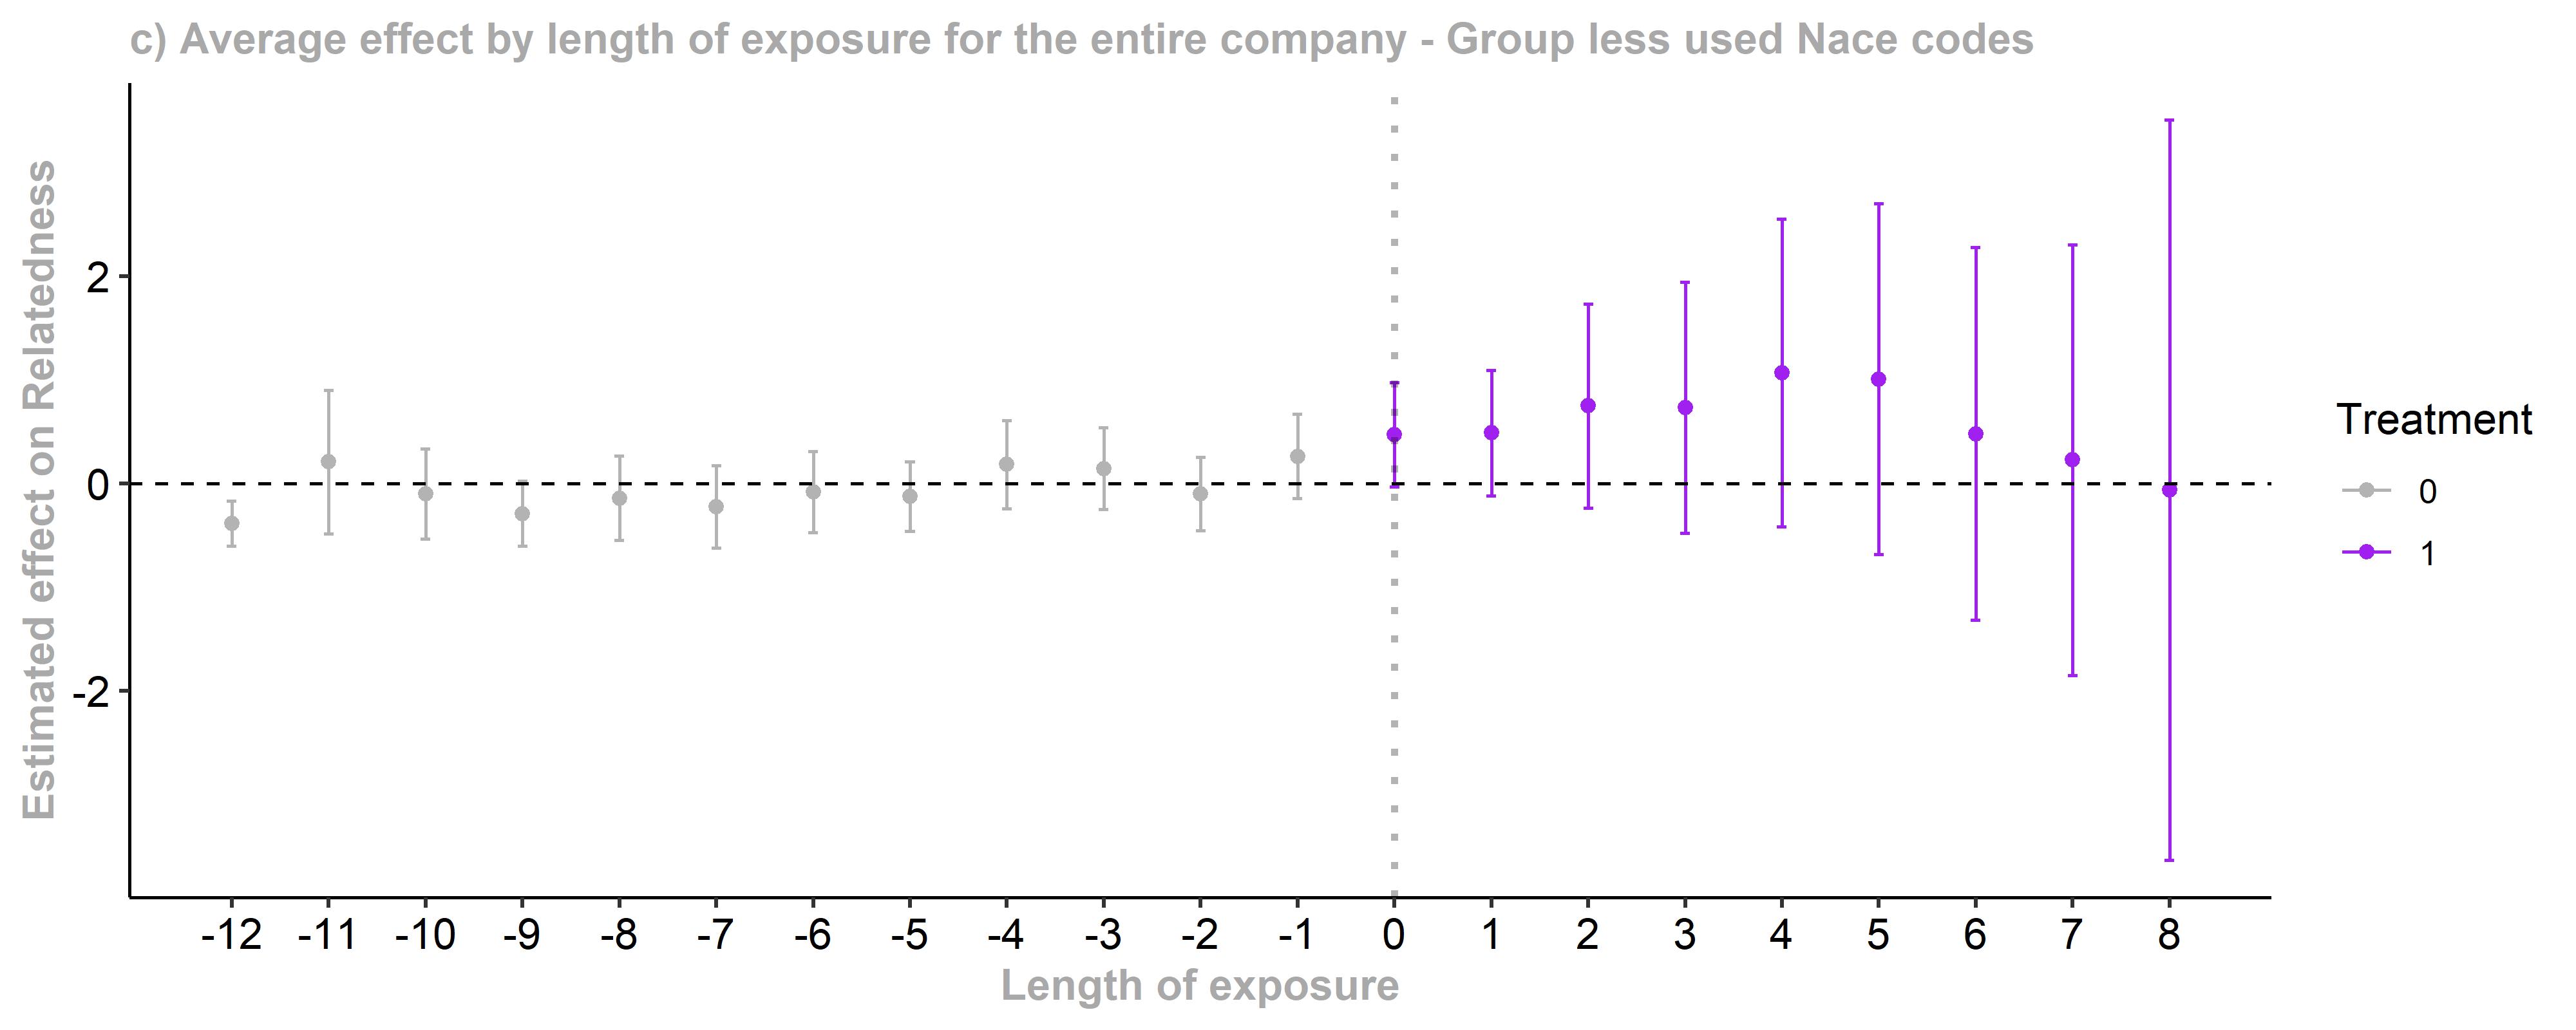 c) Average effect by length of exposure for the entire company - Group less used Nace codes
Estimated effect on Relatedness
2
0
-2
-12 -11 -10 -9 -8 -7 -6 -5 -4 -3 -2 -1 0 1 2 3 4 5 6 7 8
Length of exposure
Treatment
0
1